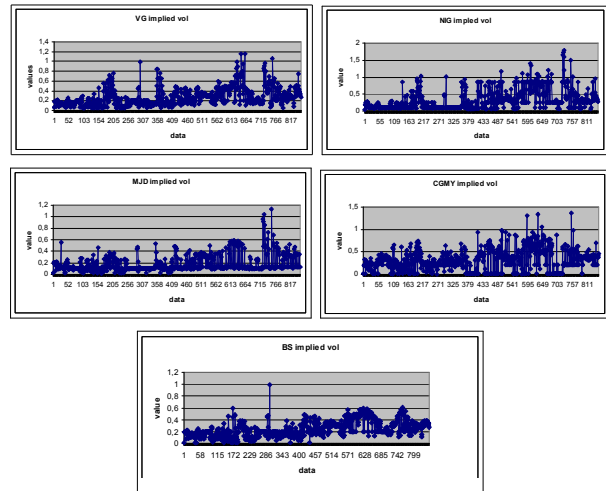 VG implied vol
values
1,4
1,2
1
0,8
0,6
0,4
0,2
0
1 52 103 154 205 256 307 358 409 460 511 562 613 664 715 766 817
data
NIG implied vol
values
2
1,5
1
0,5
0
1 55 109 163 217 271 325 379 433 487 541 595 649 703 757 811
data
MJD implied vol
value
1,2
1
0,8
0,6
0,4
0,2
0
1 52 103 154 205 256 307 358 409 460 511 562 613 664 715 766 817
data
CGMY implied vol
value
1,5
1
0,5
0
1 55 109 163 217 271 325 379 433 487 541 595 649 703 757 811
data
BS implied vol
value
1,2
1
0,8
0,6
0,4
0,2
0
1 58 115 172 229 286 343 400 457 514 571 628 685 742 799
data